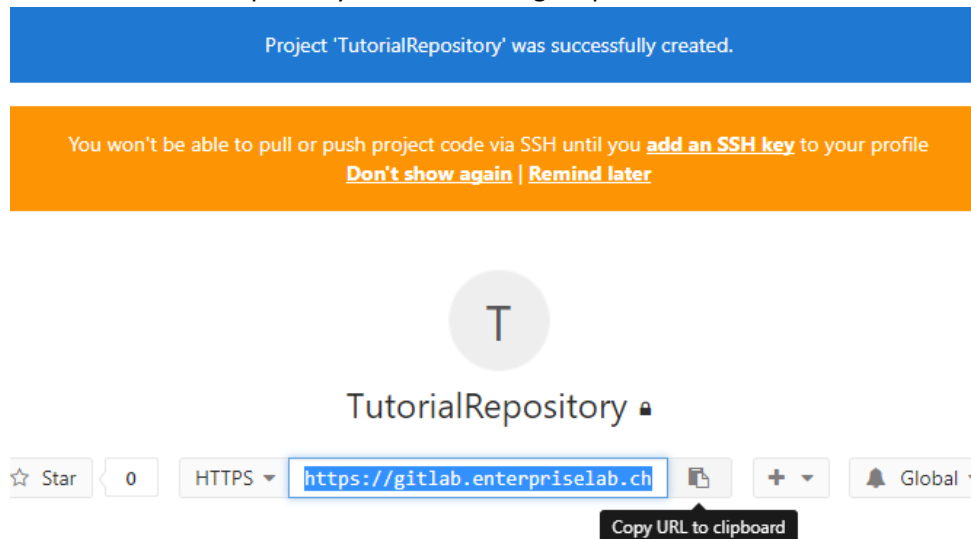 Project 'TutorialRepository' was successfully created.
You won't be able to pull or push project code via SSH until you add an SSH key to your profile
Don't show again | Remind later
T
TutorialRepository
Star 0 HTTPS https://gitlab.enterpriselab.ch Global
Copy URL to clipboard